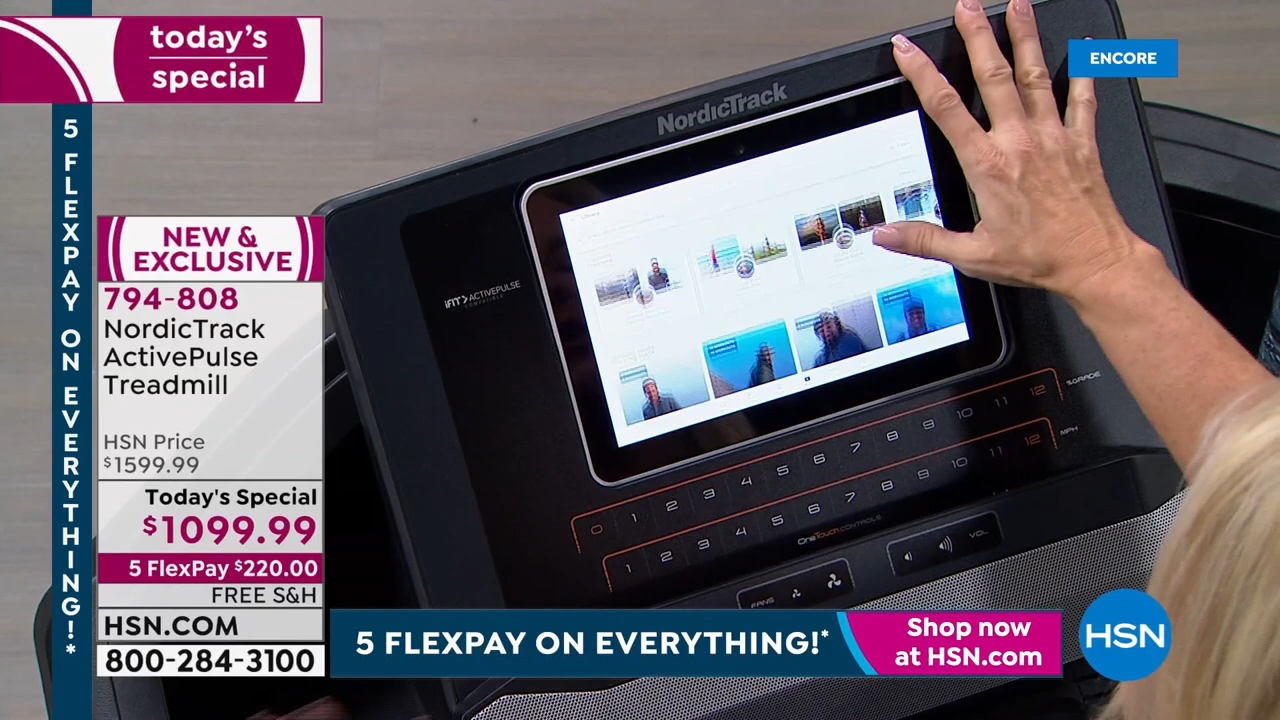 today's
special
ENCORE
5 FLEXPAY ON EVERYTHING!*
NEW &
EXCLUSIVE
794-808
NordicTrack
ActivePulse
Treadmill
HSN Price
$1599.99
Today's Special
$1099.99
5 FlexPay $220.00
FREE S&H
HSN.COM
800-284-3100
NordicTrack
iFIT ACTIVEPULSE
COMPATIBLE
0 1 2 3 4 5 6 7 8 9 10 11 12 %GRADE
1 2 3 4 5 6 7 8 9 10 11 12 MPH
OneTouch CONTROLS
VOL
FANS
5 FLEXPAY ON EVERYTHING!*
Shop now
at HSN.com
HSN